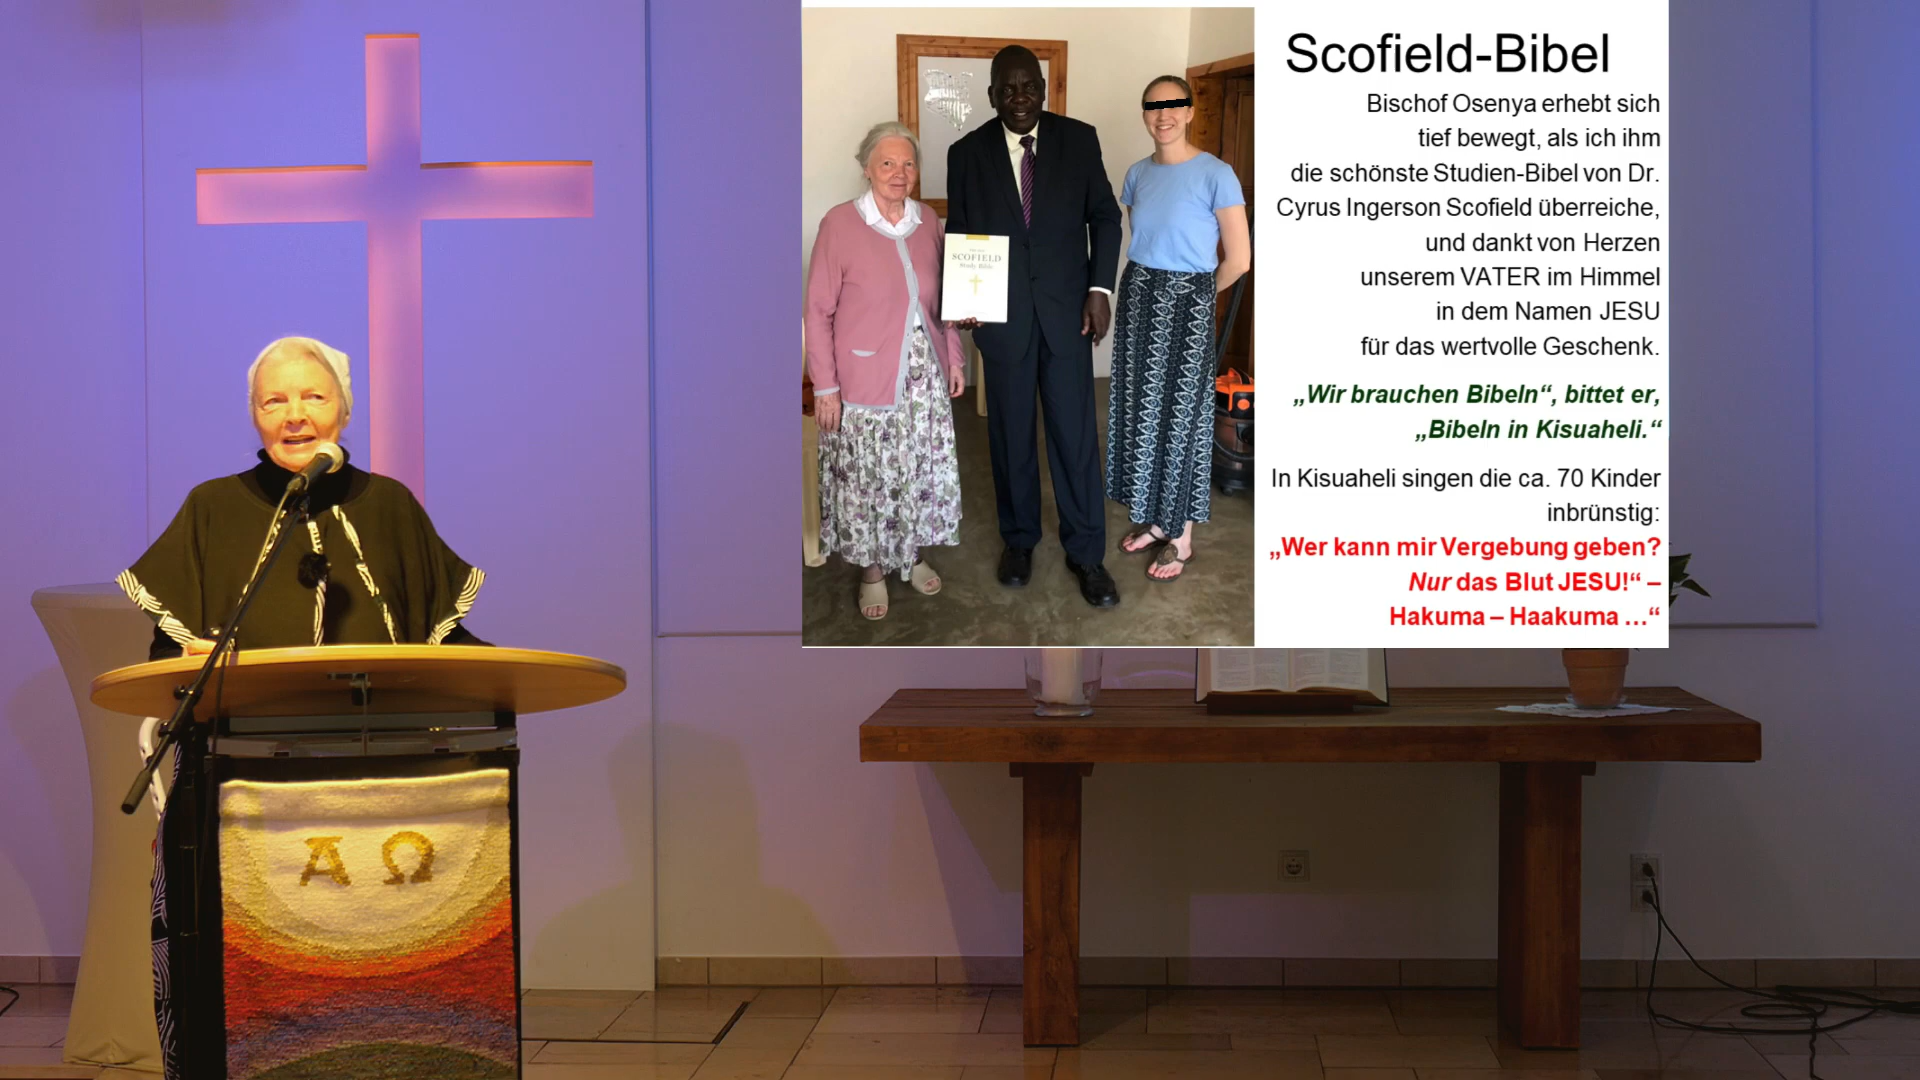 Scofield-Bibel
Bischof Osenya erhebt sich
tief bewegt, als ich ihm
die schönste Studien-Bibel von Dr.
Cyrus Ingerson Scofield überreiche,
und dankt von Herzen
unserem VATER im Himmel
in dem Namen JESU
für das wertvolle Geschenk.
„Wir brauchen Bibeln“, bittet er,
„Bibeln in Kisuaheli.“
In Kisuaheli singen die ca. 70 Kinder
inbrünstig:
„Wer kann mir Vergebung geben?
Nur das Blut JESU!“ –
Hakuma – Haakuma …“
SCOFIELD
Study Bible
Α Ω